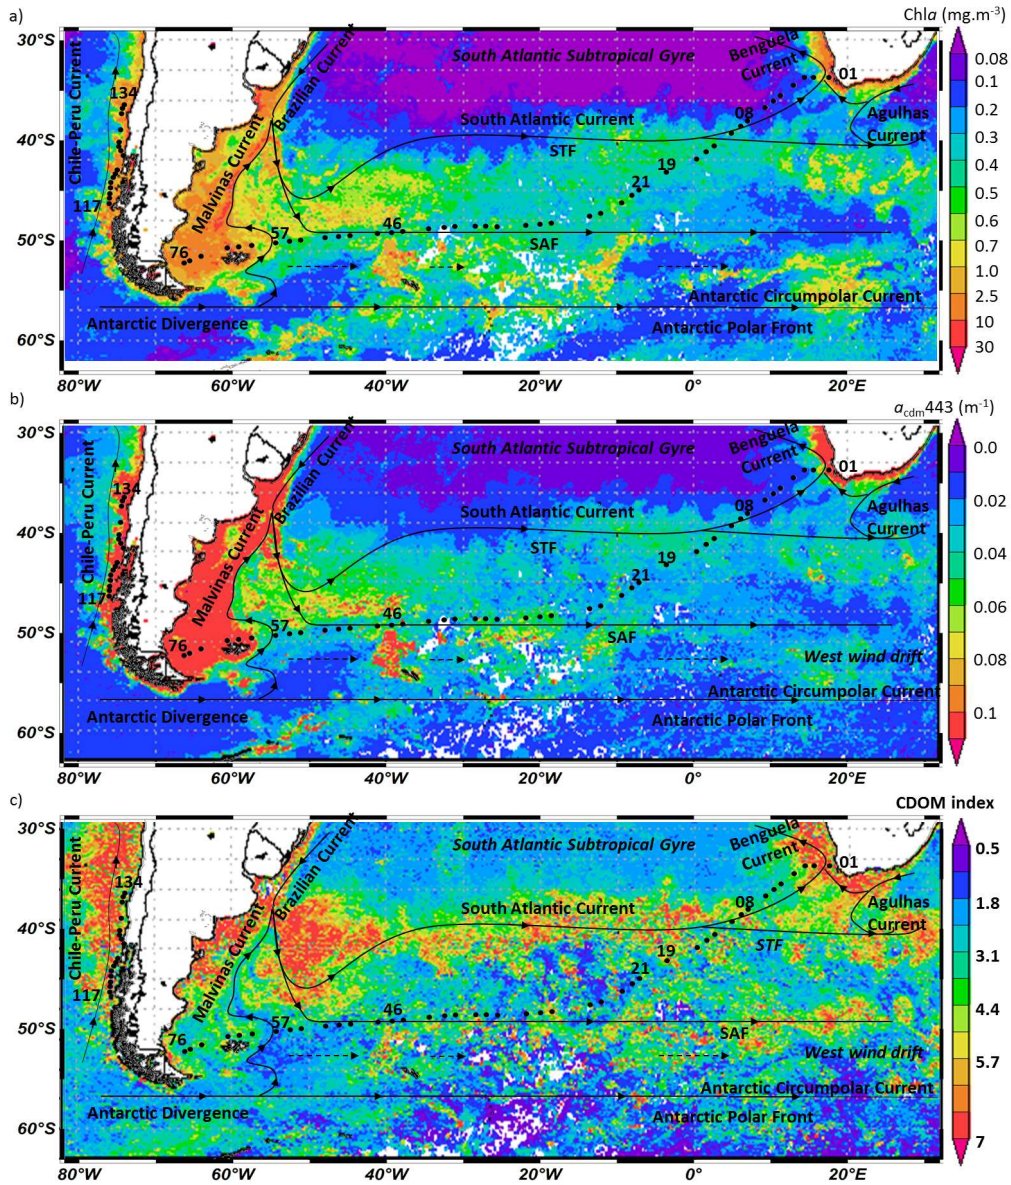 a)
Chla (mg.m-3)
30°S
40°S
50°S
60°S
80°W
60°W
40°W
20°W
0°
20°E
Chile-Peru Current
134
117
76
57
46
21
19
08
01
Malvinas Current
Brazilian Current
South Atlantic Subtropical Gyre
South Atlantic Current
STF
SAF
Benguela
Current
Agulhas
Current
Antarctic Circumpolar Current
Antarctic Divergence
Antarctic Polar Front
0.08
0.1
0.2
0.3
0.4
0.5
0.6
0.7
1.0
2.5
10
30
b)
acdm443 (m-1)
30°S
40°S
50°S
60°S
80°W
60°W
40°W
20°W
0°
20°E
Chile-Peru Current
134
117
76
57
46
21
19
08
01
Malvinas Current
Brazilian Current
South Atlantic Subtropical Gyre
South Atlantic Current
STF
SAF
Benguela
Current
Agulhas
Current
West wind drift
Antarctic Circumpolar Current
Antarctic Divergence
Antarctic Polar Front
0.0
0.02
0.04
0.06
0.08
0.1
c)
CDOM index
30°S
40°S
50°S
60°S
80°W
60°W
40°W
20°W
0°
20°E
Chile-Peru Current
134
117
76
57
46
21
19
08
01
Malvinas Current
Brazilian Current
South Atlantic Subtropical Gyre
South Atlantic Current
STF
SAF
Benguela
Current
Agulhas
Current
West wind drift
Antarctic Circumpolar Current
Antarctic Divergence
Antarctic Polar Front
0.5
1.8
3.1
4.4
5.7
7